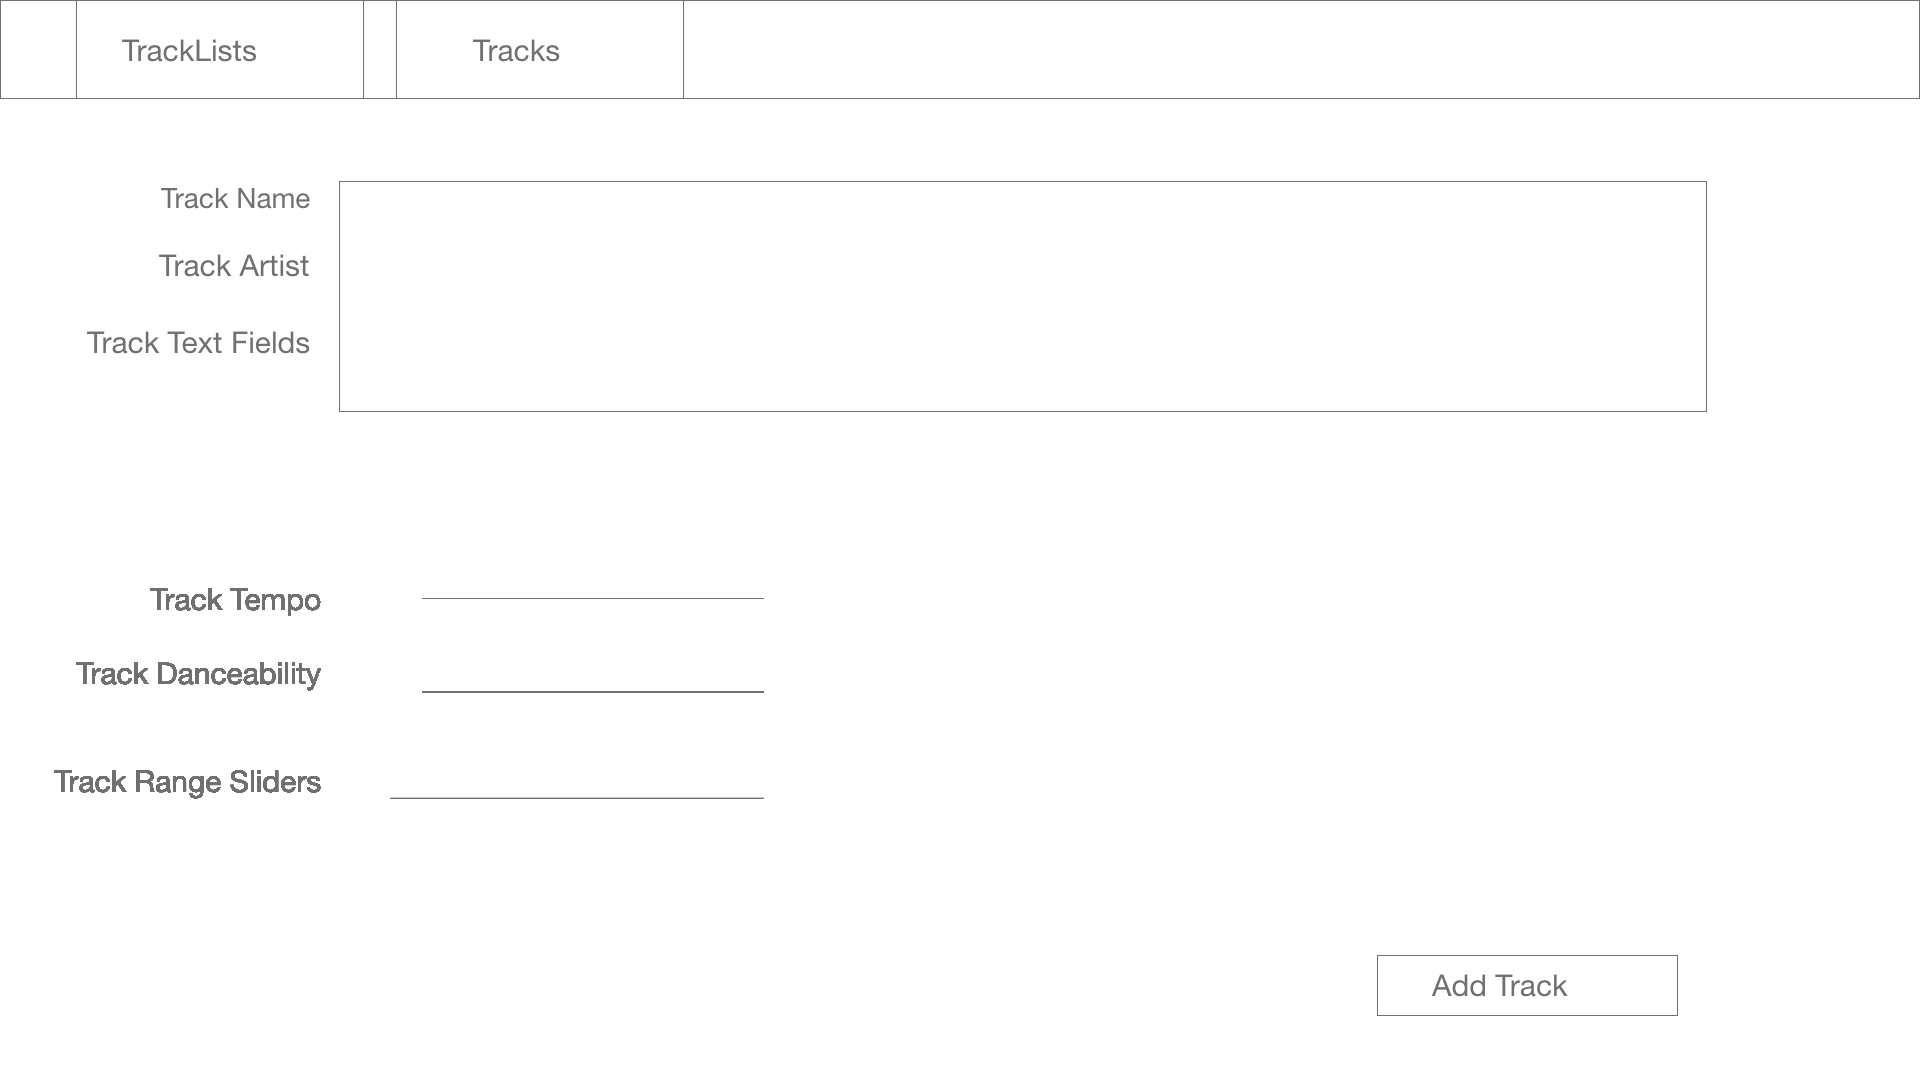 TrackLists
Tracks
Track Name
Track Artist
Track Text Fields
Track Tempo
Track Danceability
Track Range Sliders
Add Track